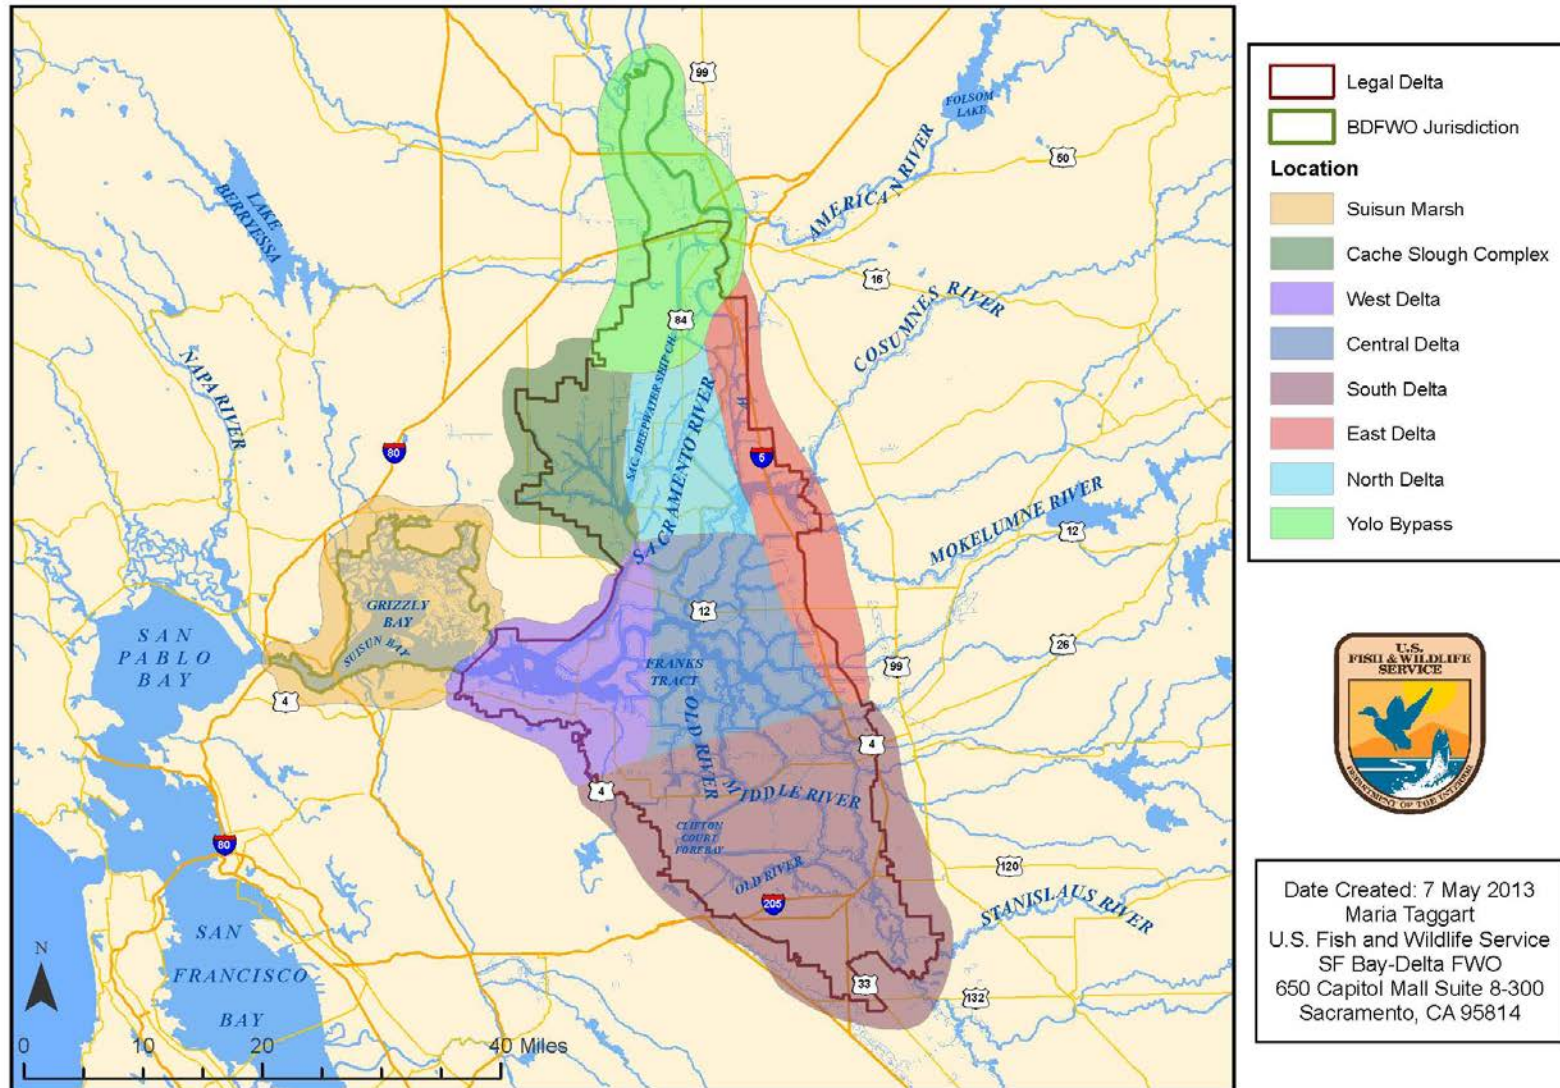 99
FOLSOM
LAKE
50
AMERICAN RIVER
LAKE
BERRYESSA
16
COSUMNES RIVER
84
NAPA RIVER
SAC. DEEPWATER SHIP CH.
SACRAMENTO RIVER
80
5
MOKELUMNE RIVER
12
GRIZZLY
BAY
12
SUISUN BAY
SAN
PABLO
BAY
FRANKS
TRACT
26
99
4
OLD RIVER
4
4
MIDDLE RIVER
CLIFTON
COURT
FOREBAY
80
OLD RIVER
120
205
STANISLAUS RIVER
SAN
FRANCISCO
BAY
33
132
N
0 10 20 40 Miles
Legal Delta
BDFWO Jurisdiction
Location
Suisun Marsh
Cache Slough Complex
West Delta
Central Delta
South Delta
East Delta
North Delta
Yolo Bypass
U.S.
FISH & WILDLIFE
SERVICE
DEPARTMENT OF THE INTERIOR
Date Created: 7 May 2013
Maria Taggart
U.S. Fish and Wildlife Service
SF Bay-Delta FWO
650 Capitol Mall Suite 8-300
Sacramento, CA 95814